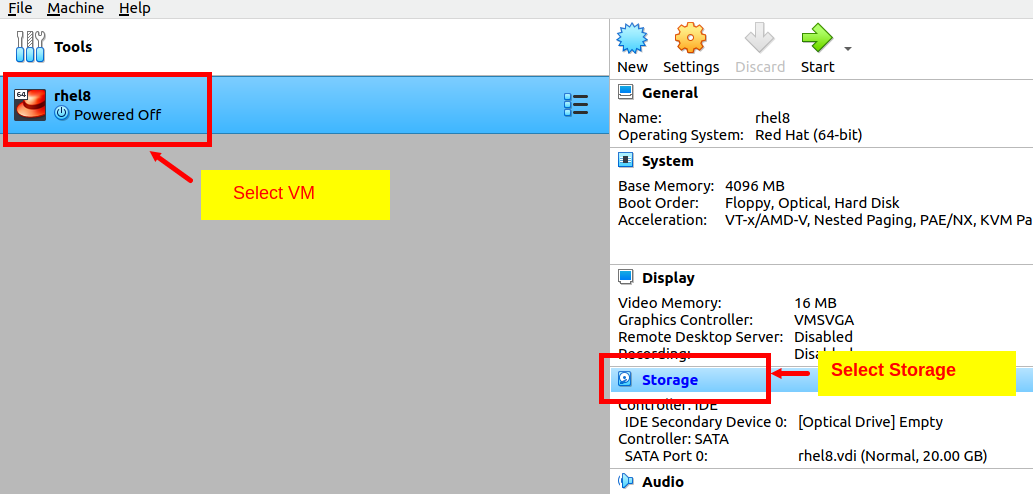 File Machine Help
Tools
64
rhel8
Powered Off
Select VM
New Settings Discard Start
General
Name: rhel8
Operating System: Red Hat (64-bit)
System
Base Memory: 4096 MB
Boot Order: Floppy, Optical, Hard Disk
Acceleration: VT-x/AMD-V, Nested Paging, PAE/NX, KVM Pa
Display
Video Memory: 16 MB
Graphics Controller: VMSVGA
Remote Desktop Server: Disabled
Recording: Disabled
Storage
Select Storage
Controller: IDE
IDE Secondary Device 0: [Optical Drive] Empty
Controller: SATA
SATA Port 0: rhel8.vdi (Normal, 20.00 GB)
Audio